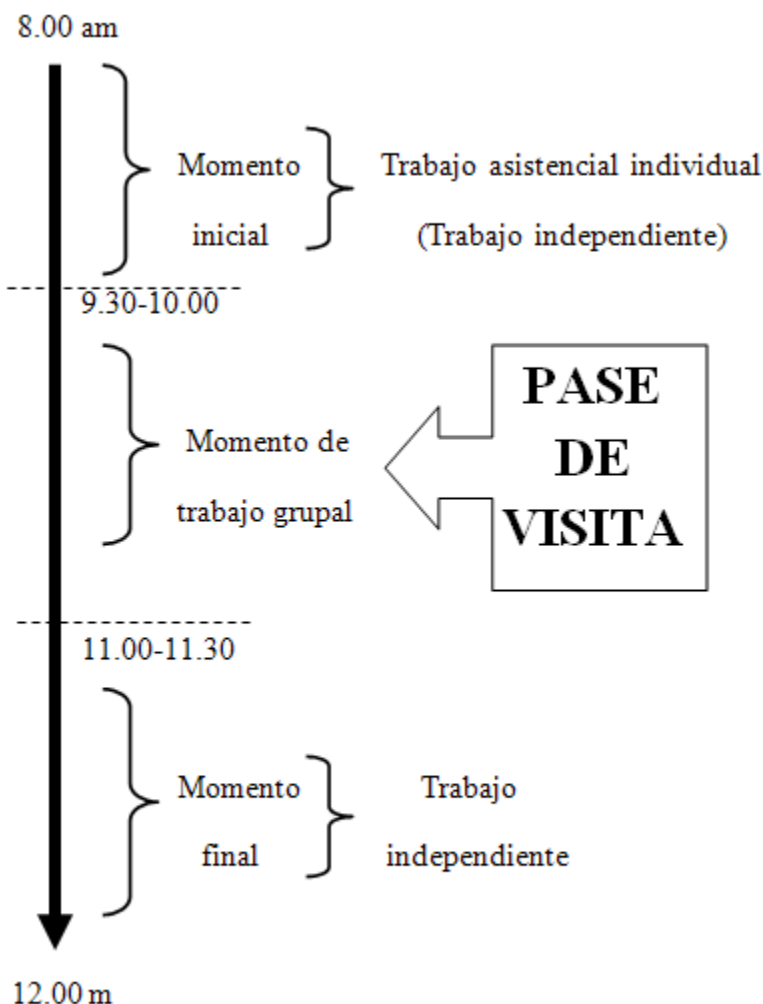 8.00 am
Momento
inicial
Trabajo asistencial individual
(Trabajo independiente)
9.30-10.00
Momento de
trabajo grupal
PASE
DE
VISITA
11.00-11.30
Momento
final
Trabajo
independiente
12.00 m